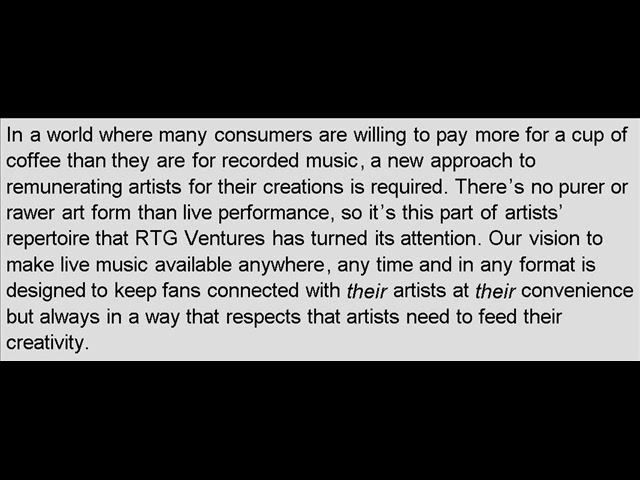 In a world where many consumers are willing to pay more for a cup of
coffee than they are for recorded music, a new approach to
remunerating artists for their creations is required. There’s no purer or
rawer art form than live performance, so it’s this part of artists’
repertoire that RTG Ventures has turned its attention. Our vision to
make live music available anywhere, any time and in any format is
designed to keep fans connected with their artists at their convenience
but always in a way that respects that artists need to feed their
creativity.